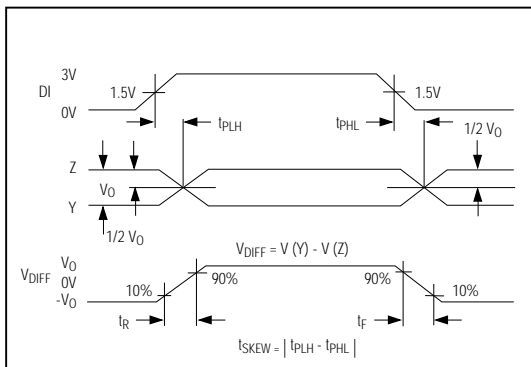 3V
DI
1.5V
1.5V
0V
tPLH
tPHL
1/2 VO
Z
VO
Y
1/2 VO
VDIFF = V (Y) - V (Z)
VO
VDIFF 0V
-VO
10%
90%
90%
10%
tR
tF
tSKEW = | tPLH - tPHL |